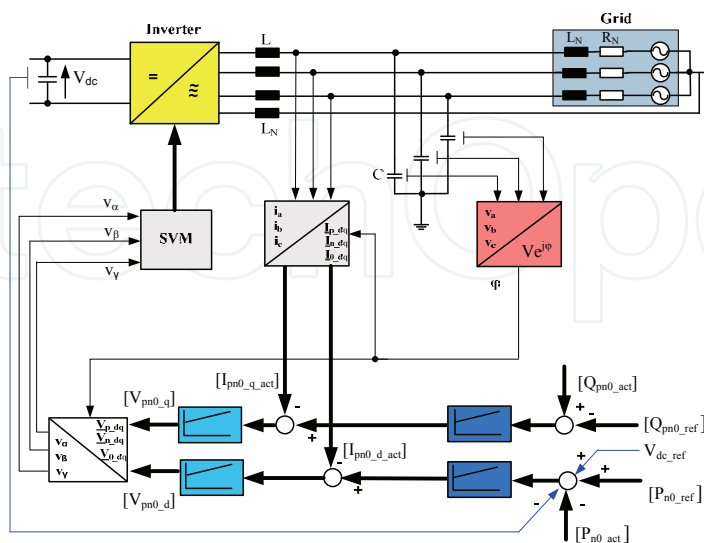 Inverter
Grid
L
L_N
R_N
V_dc
=
≈
L_N
C
v_α
v_β
v_γ
SVM
i_a
i_b
i_c
I_p_dq
I_n_dq
I_0_dq
v_a
v_b
v_c
Ve^jφ
φ
[I_pn0_q_act]
[Q_pn0_act]
[V_pn0_q]
-
+
+
-
[Q_pn0_ref]
V_p_dq
V_n_dq
V_0_dq
v_α
v_β
v_γ
[I_pn0_d_act]
V_dc_ref
-
+
+
+
-
-
[P_n0_ref]
[V_pn0_d]
[P_n0_act]